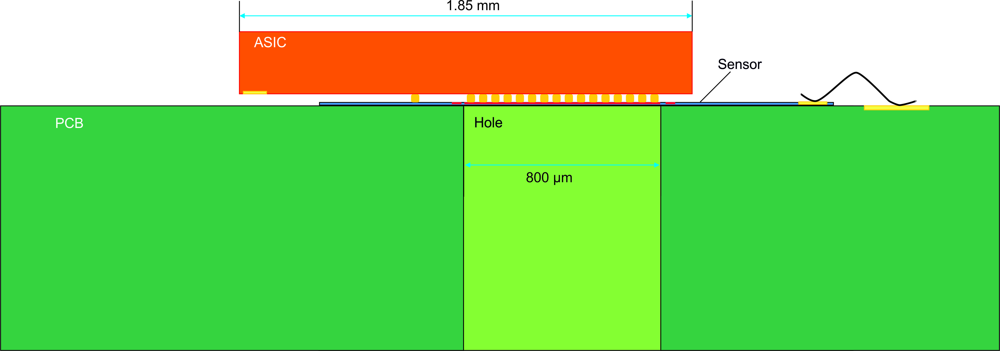 1.85 mm
ASIC
Sensor
PCB
Hole
800 µm